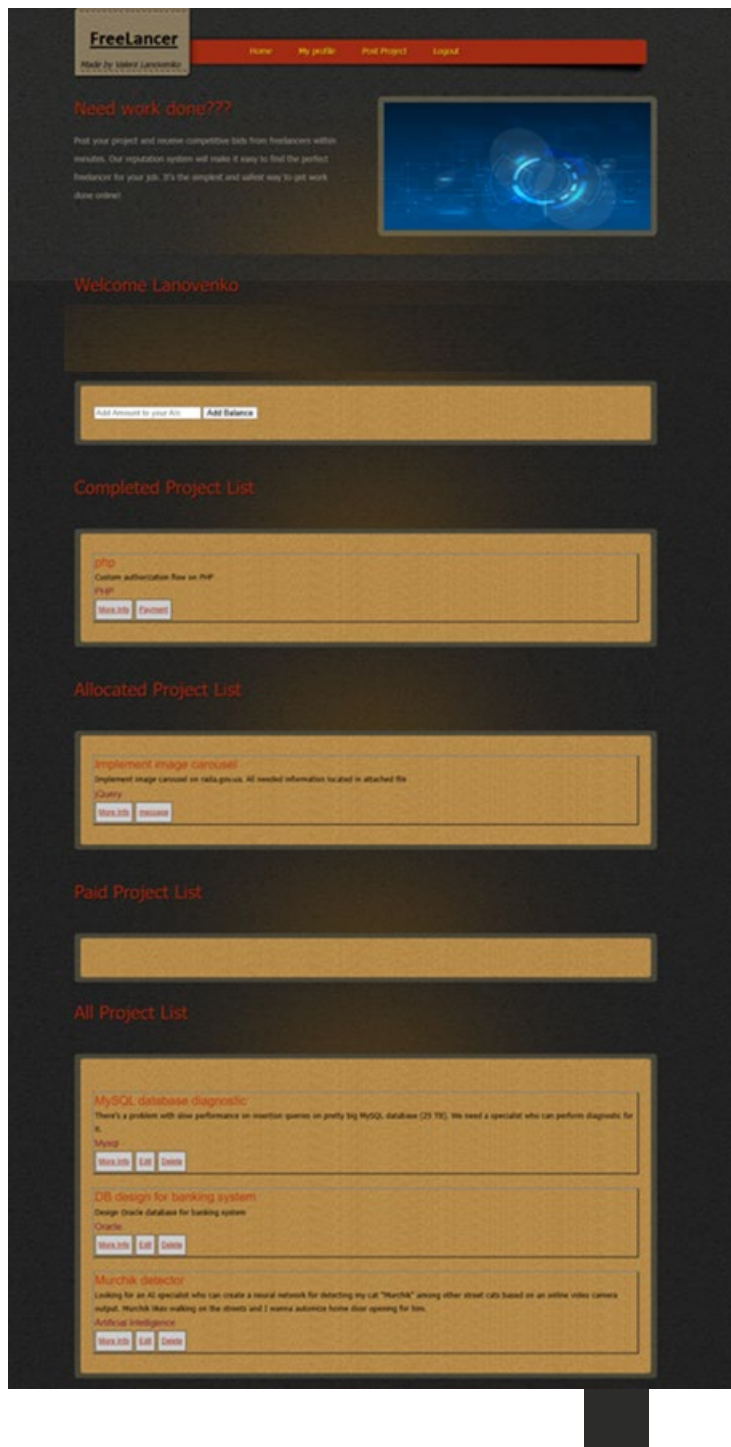 FreeLancer
Made by Valerii Lanovenko
Home My profile Post Project Logout
Need work done???
Post your project and receive competitive bids from freelancers within
minutes. Our reputation system will make it easy to find the perfect
freelancer for your job. It's the simplest and safest way to get work
done online!
Welcome Lanovenko
Add Amount to your A/c Add Balance
Completed Project List
php
Custom authorization flow on PHP
PHP
More Info Payment
Allocated Project List
Implement image carousel
Implement image carousel on rada.gov.ua. All needed information located in attached file
jQuery
More Info message
Paid Project List
All Project List
MySQL database diagnostic
There's a problem with slow performance on insertion queries on pretty big MySQL database (25 TB). We need a specialist who can perform diagnostic for
it.
Mysql
More Info Edit Delete
DB design for banking system
Design Oracle database for banking system
Oracle
More Info Edit Delete
Murchik detector
Looking for an AI specialist who can create a neural network for detecting my cat "Murchik" among other street cats based on an online video camera
output. Murchik likes walking on the streets and I wanna automize home door opening for him.
Artificial Intelligence
More Info Edit Delete